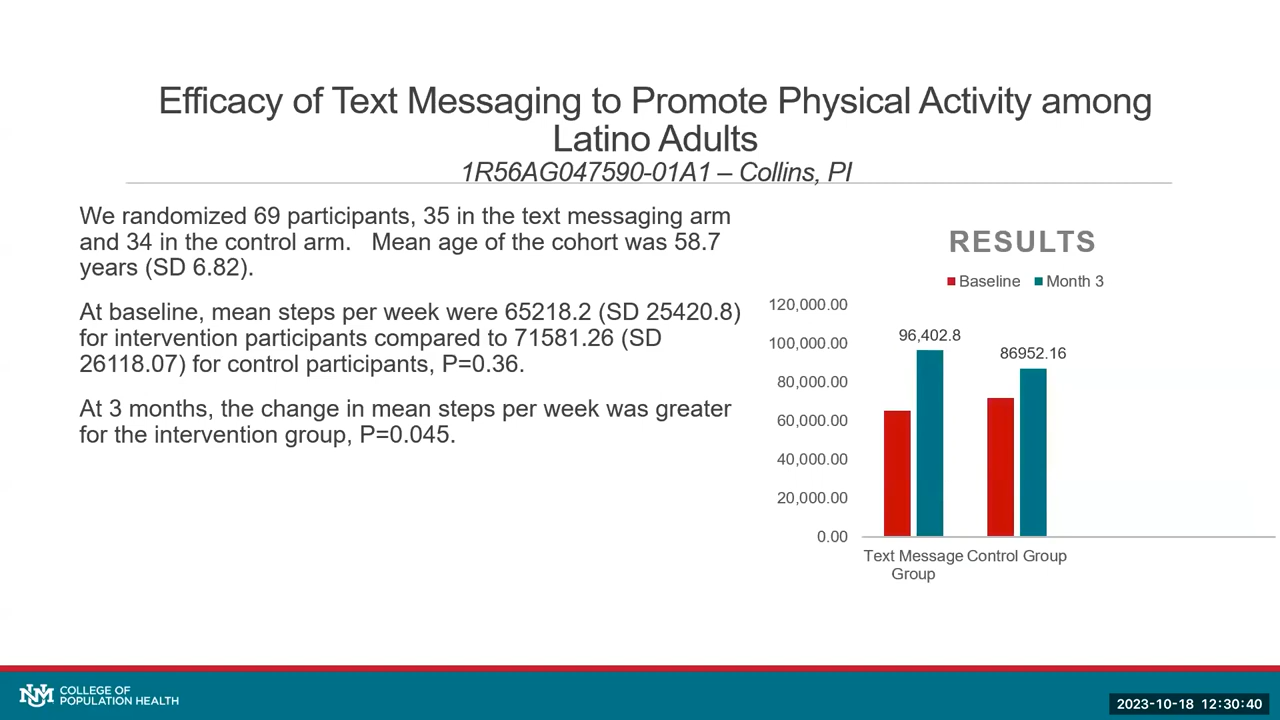 Efficacy of Text Messaging to Promote Physical Activity among
Latino Adults
1R56AG047590-01A1 – Collins, PI
We randomized 69 participants, 35 in the text messaging arm
and 34 in the control arm. Mean age of the cohort was 58.7
years (SD 6.82).
At baseline, mean steps per week were 65218.2 (SD 25420.8)
for intervention participants compared to 71581.26 (SD
26118.07) for control participants, P=0.36.
At 3 months, the change in mean steps per week was greater
for the intervention group, P=0.045.
RESULTS
Baseline Month 3
120,000.00
100,000.00
80,000.00
60,000.00
40,000.00
20,000.00
0.00
96,402.8
86952.16
Text Message Control Group
Group
UNM COLLEGE OF
POPULATION HEALTH
2023-10-18 12:30:40